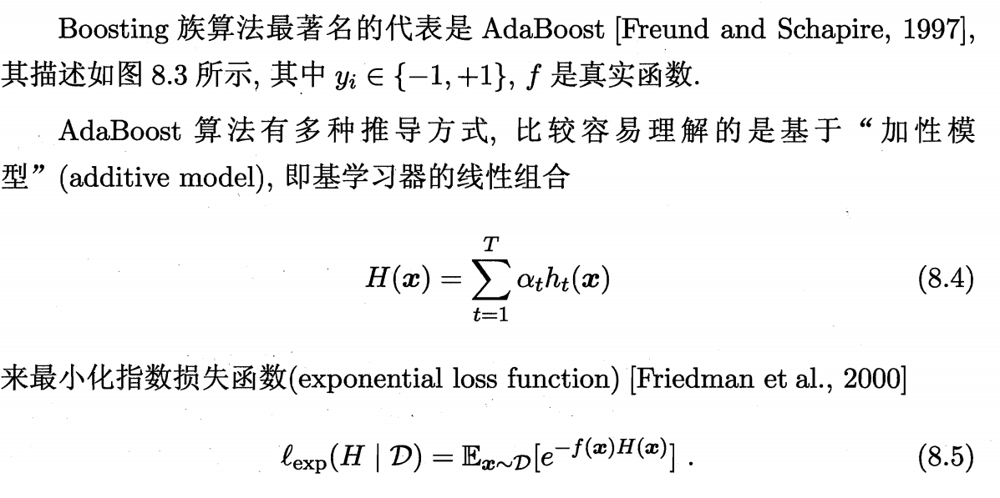 Boosting 族算法最著名的代表是 AdaBoost [Freund and Schapire, 1997],
其描述如图 8.3 所示, 其中 $y_i \in \{-1, +1\}$, $f$ 是真实函数.
AdaBoost 算法有多种推导方式, 比较容易理解的是基于 “加性模
型” (additive model), 即基学习器的线性组合
$H(\boldsymbol{x}) = \sum_{t=1}^{T} \alpha_t h_t(\boldsymbol{x})$ (8.4)
来最小化指数损失函数(exponential loss function) [Friedman et al., 2000]
$\ell_{\exp}(H \mid \mathcal{D}) = \mathbb{E}_{\boldsymbol{x} \sim \mathcal{D}}[e^{-f(\boldsymbol{x})H(\boldsymbol{x})}]$ . (8.5)